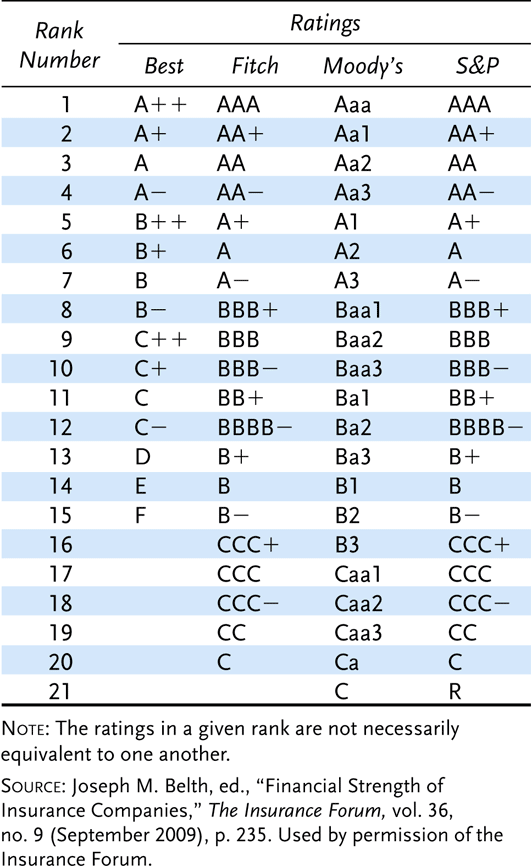 Rank Number Ratings
Best Fitch Moody's S&P
1 A++ AAA Aaa AAA
2 A+ AA+ Aa1 AA+
3 A AA Aa2 AA
4 A− AA− Aa3 AA−
5 B++ A+ A1 A+
6 B+ A A2 A
7 B A− A3 A−
8 B− BBB+ Baa1 BBB+
9 C++ BBB Baa2 BBB
10 C+ BBB− Baa3 BBB−
11 C BB+ Ba1 BB+
12 C− BBBB− Ba2 BBBB−
13 D B+ Ba3 B+
14 E B B1 B
15 F B− B2 B−
16 CCC+ B3 CCC+
17 CCC Caa1 CCC
18 CCC− Caa2 CCC−
19 CC Caa3 CC
20 C Ca C
21 C R
NOTE: The ratings in a given rank are not necessarily
equivalent to one another.
SOURCE: Joseph M. Belth, ed., “Financial Strength of
Insurance Companies,” The Insurance Forum, vol. 36,
no. 9 (September 2009), p. 235. Used by permission of the
Insurance Forum.